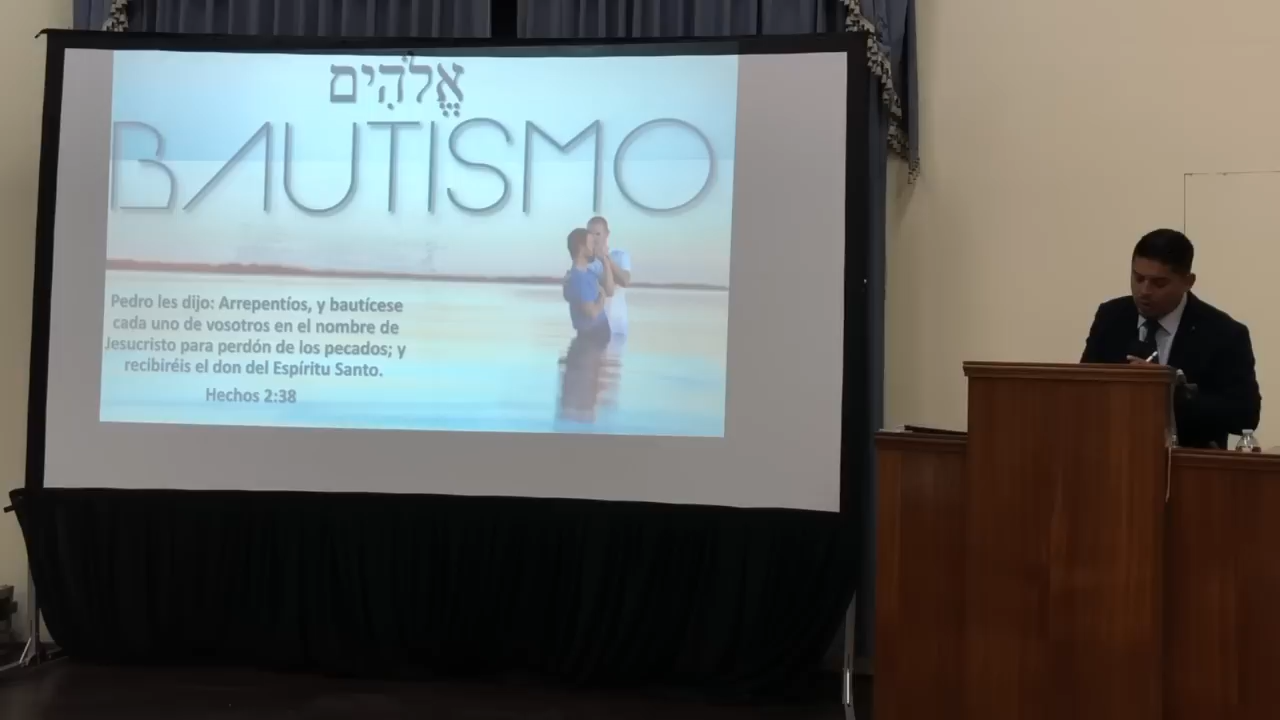 אֱלֹהִים
BAUTISMO
Pedro les dijo: Arrepentíos, y bautícese
cada uno de vosotros en el nombre de
Jesucristo para perdón de los pecados; y
recibiréis el don del Espíritu Santo.
Hechos 2:38